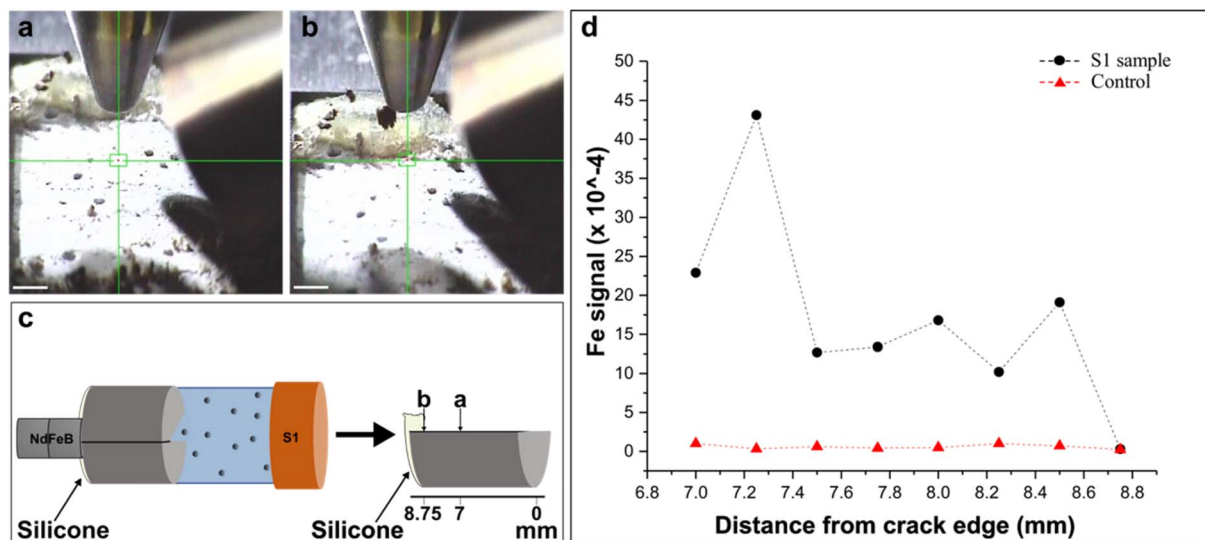 a
b
c
NdFeB
S1
Silicone
b
a
Silicone
8.75
7
0
mm
d
S1 sample
Control
50
45
40
35
30
25
20
15
10
5
0
Fe signal (x 10^-4)
6.8 7.0 7.2 7.4 7.6 7.8 8.0 8.2 8.4 8.6 8.8
Distance from crack edge (mm)